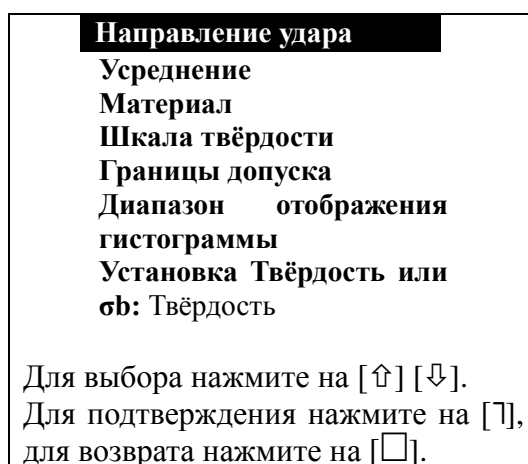 Направление удара
Усреднение
Материал
Шкала твёрдости
Границы допуска
Диапазон отображения
гистограммы
Установка Твёрдость или
σb: Твёрдость
Для выбора нажмите на [⇧] [⇩].
Для подтверждения нажмите на [⅂],
для возврата нажмите на [□].